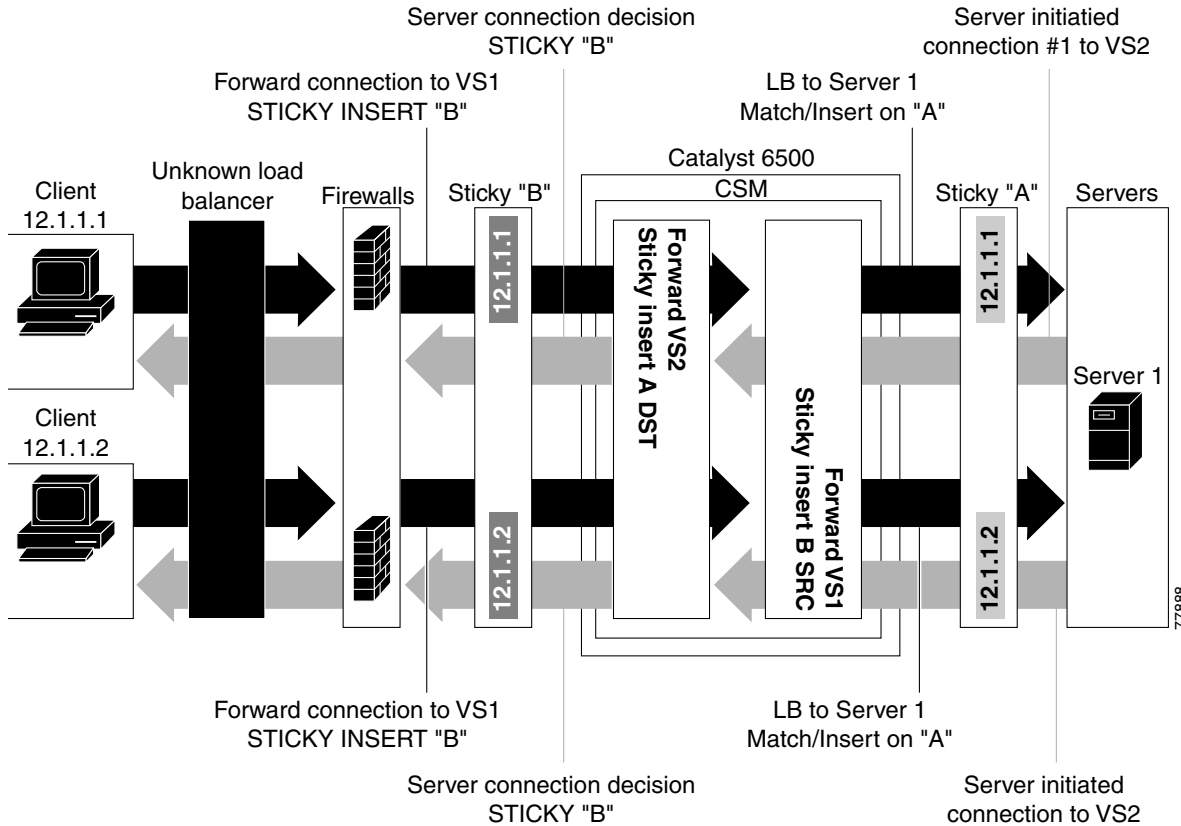 Server connection decision
STICKY "B"
Server initiatied
connection #1 to VS2
Forward connection to VS1
STICKY INSERT "B"
LB to Server 1
Match/Insert on "A"
Catalyst 6500
CSM
Unknown load
balancer
Client
12.1.1.1
Firewalls
Sticky "B"
Sticky "A"
Servers
12.1.1.1
Forward VS2
Sticky insert A DST
12.1.1.1
Server 1
Client
12.1.1.2
12.1.1.2
Forward VS1
Sticky insert B SRC
12.1.1.2
77888
Forward connection to VS1
STICKY INSERT "B"
LB to Server 1
Match/Insert on "A"
Server connection decision
STICKY "B"
Server initiated
connection to VS2